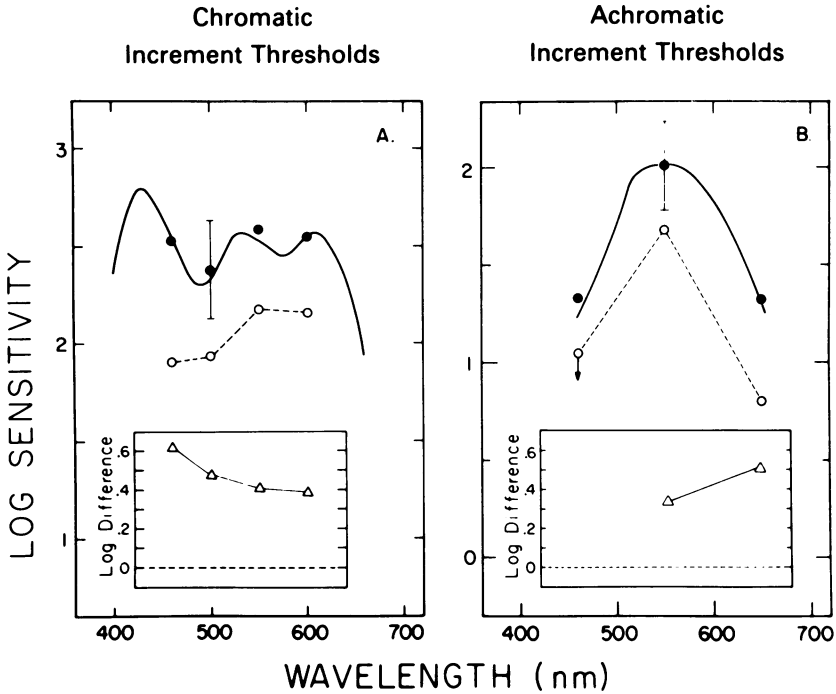 Chromatic
Increment Thresholds
Achromatic
Increment Thresholds
LOG SENSITIVITY
A.
3
2
1
Log Difference
.6
.4
.2
0
400 500 600 700
B.
2
1
0
Log Difference
.6
.4
.2
0
400 500 600 700
WAVELENGTH (nm)